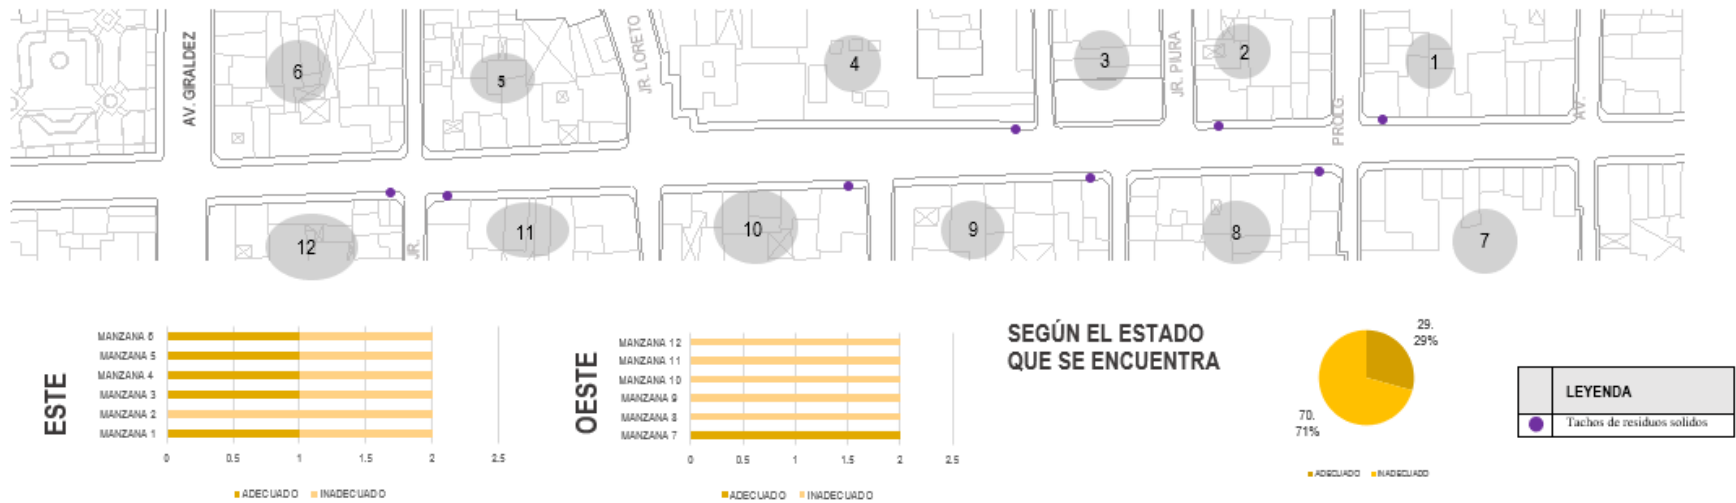 AV. GIRALDEZ
6
5
JR. LORETO
4
3
JR. PIURA
2
PROLG.
1
AV.
12
JR.
11
10
9
8
7
ESTE
MANZANA 6
MANZANA 5
MANZANA 4
MANZANA 3
MANZANA 2
MANZANA 1
0 0.5 1 1.5 2 2.5
ADECUADO INADECUADO
OESTE
MANZANA 12
MANZANA 11
MANZANA 10
MANZANA 9
MANZANA 8
MANZANA 7
0 0.5 1 1.5 2 2.5
ADECUADO INADECUADO
SEGÚN EL ESTADO
QUE SE ENCUENTRA
29.
29%
70.
71%
ADECUADO INADECUADO
LEYENDA
Tachos de residuos solidos